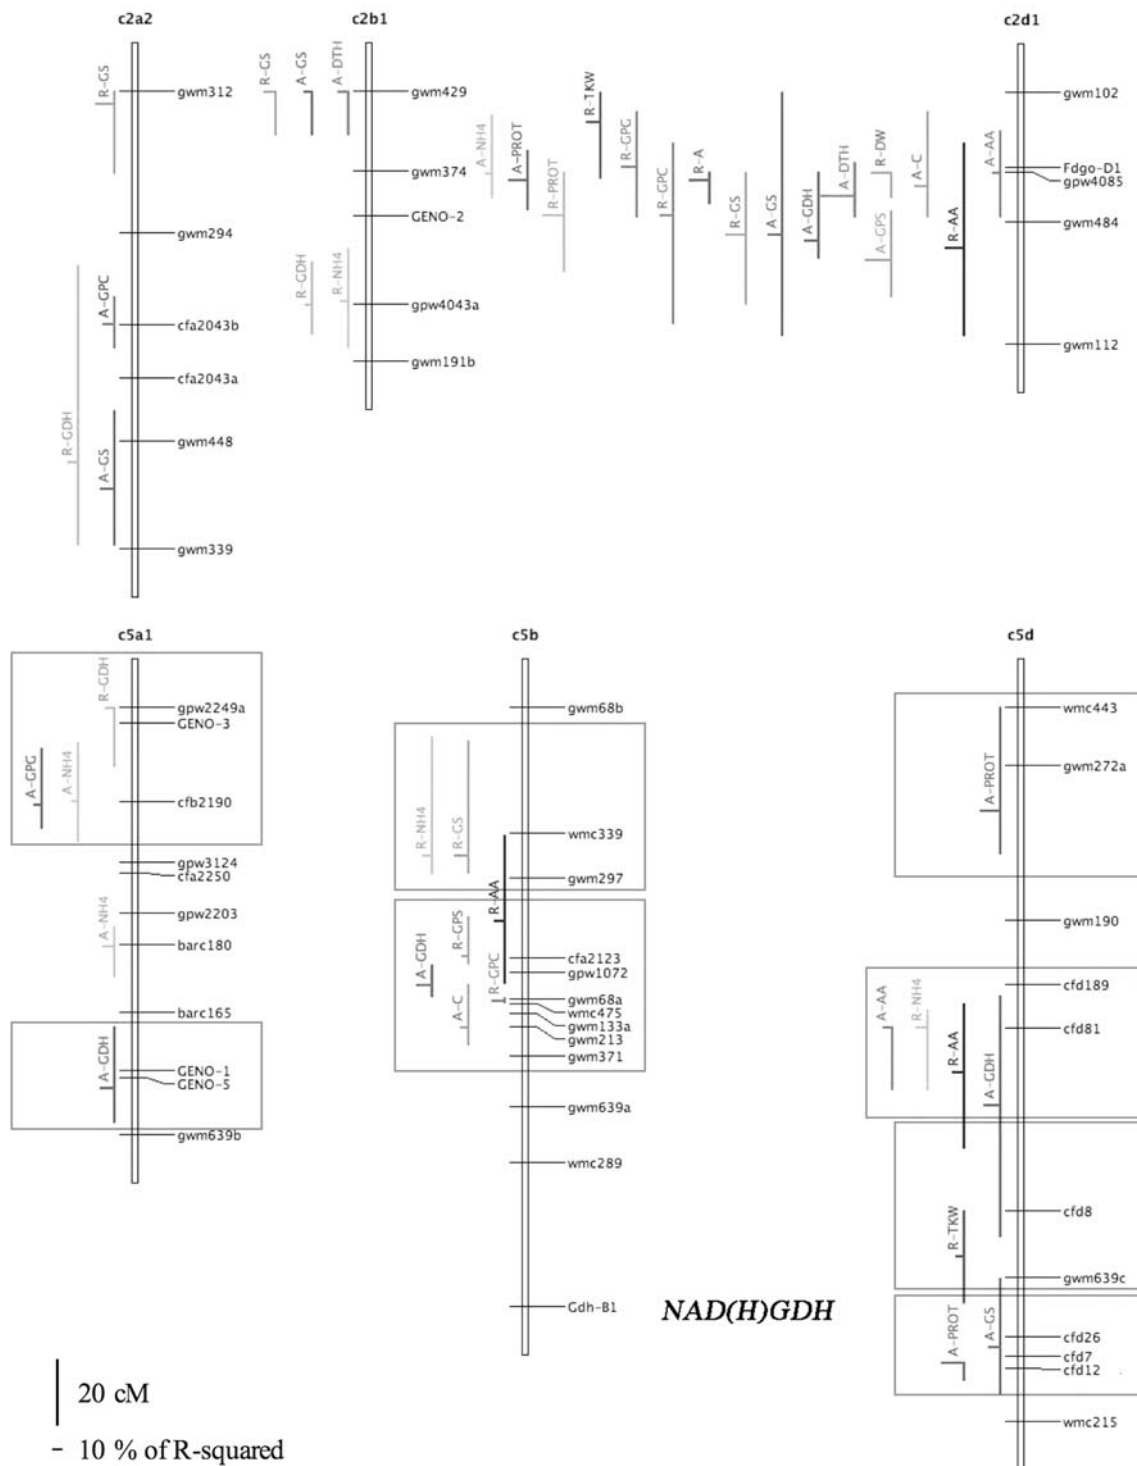 c2a2
R-GS
gwm312
gwm294
R-GDH
A-GPC
cfa2043b
cfa2043a
A-GS
gwm448
gwm339
c2b1
R-GS
A-GS
A-DTH
gwm429
gwm374
GENO-2
R-GDH
R-NH4
gpw4043a
gwm191b
c2d1
A-NH4
A-PROT
R-PROT
R-TKW
R-GPG
R-GPC
R-A
R-GS
A-GS
A-GDH
A-DTH
R-DW
A-GPS
A-C
R-AA
A-AA
gwm102
Fdgo-D1
gpw4085
gwm484
gwm112
c5a1
R-GDH
A-GPG
A-NH4
gpw2249a
GENO-3
cfb2190
gpw3124
cfa2250
gpw2203
A-NH4
barc180
barc165
A-GDH
GENO-1
GENO-5
gwm639b
c5b
gwm68b
R-NH4
R-GS
wmc339
gwm297
R-AA
A-GDH
R-GPS
A-C
R-GPC
cfa2123
gpw1072
gwm68a
wmc475
gwm133a
gwm213
gwm371
gwm639a
wmc289
Gdh-B1
NAD(H)GDH
c5d
wmc443
gwm272a
A-PROT
gwm190
cfd189
A-AA
R-NH4
R-AA
A-GDH
cfd81
cfd8
R-TKW
gwm639c
A-PROT
A-GS
cfd26
cfd7
cfd12
wmc215
20 cM
10 % of R-squared